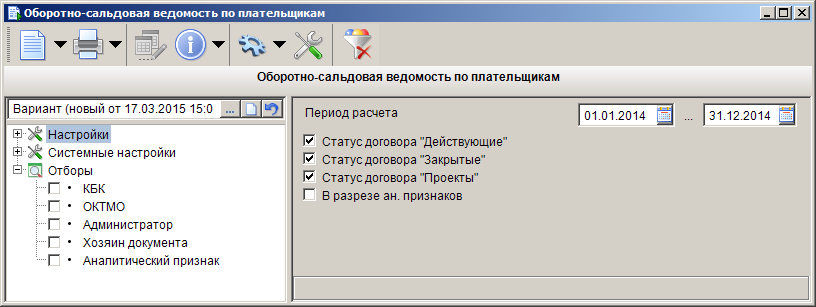 Оборотно-сальдовая ведомость по плательщикам
Оборотно-сальдовая ведомость по плательщикам
Вариант (новый от 17.03.2015 15:0
...
Настройки
Системные настройки
Отборы
КБК
ОКТМО
Администратор
Хозяин документа
Аналитический признак
Период расчета
01.01.2014 ... 31.12.2014
Статус договора "Действующие"
Статус договора "Закрытые"
Статус договора "Проекты"
В разрезе ан. признаков